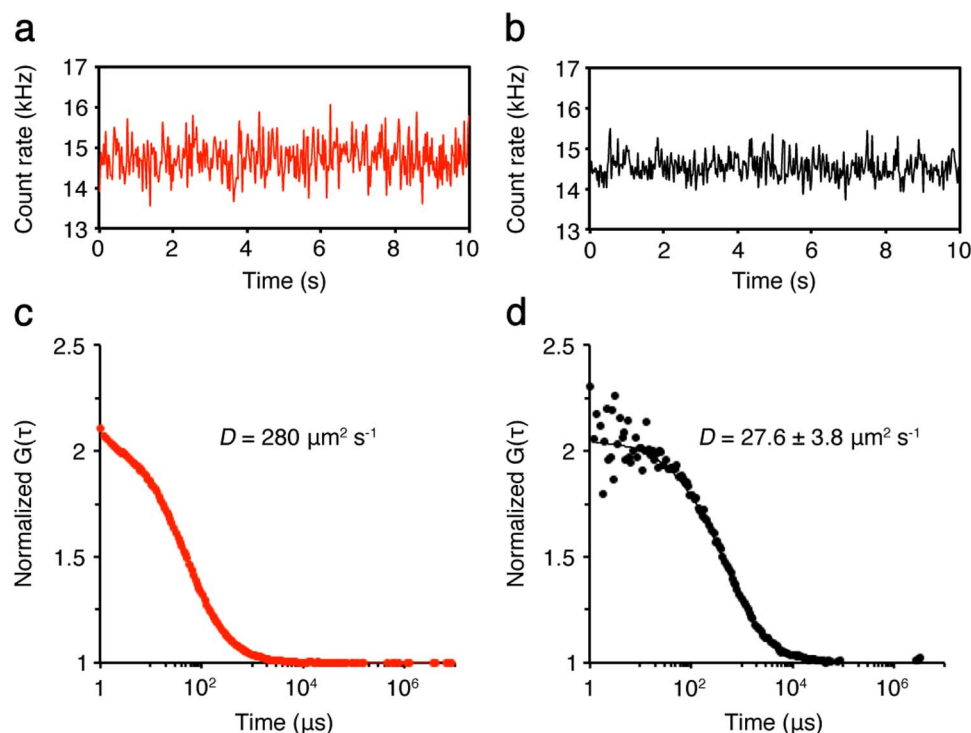 a
Count rate (kHz)
17
16
15
14
13
0 2 4 6 8 10
Time (s)
b
Count rate (kHz)
17
16
15
14
13
0 2 4 6 8 10
Time (s)
c
Normalized G(τ)
2.5
2
1.5
1
D = 280 µm² s⁻¹
1 10² 10⁴ 10⁶
Time (µs)
d
Normalized G(τ)
2.5
2
1.5
1
D = 27.6 ± 3.8 µm² s⁻¹
1 10² 10⁴ 10⁶
Time (µs)